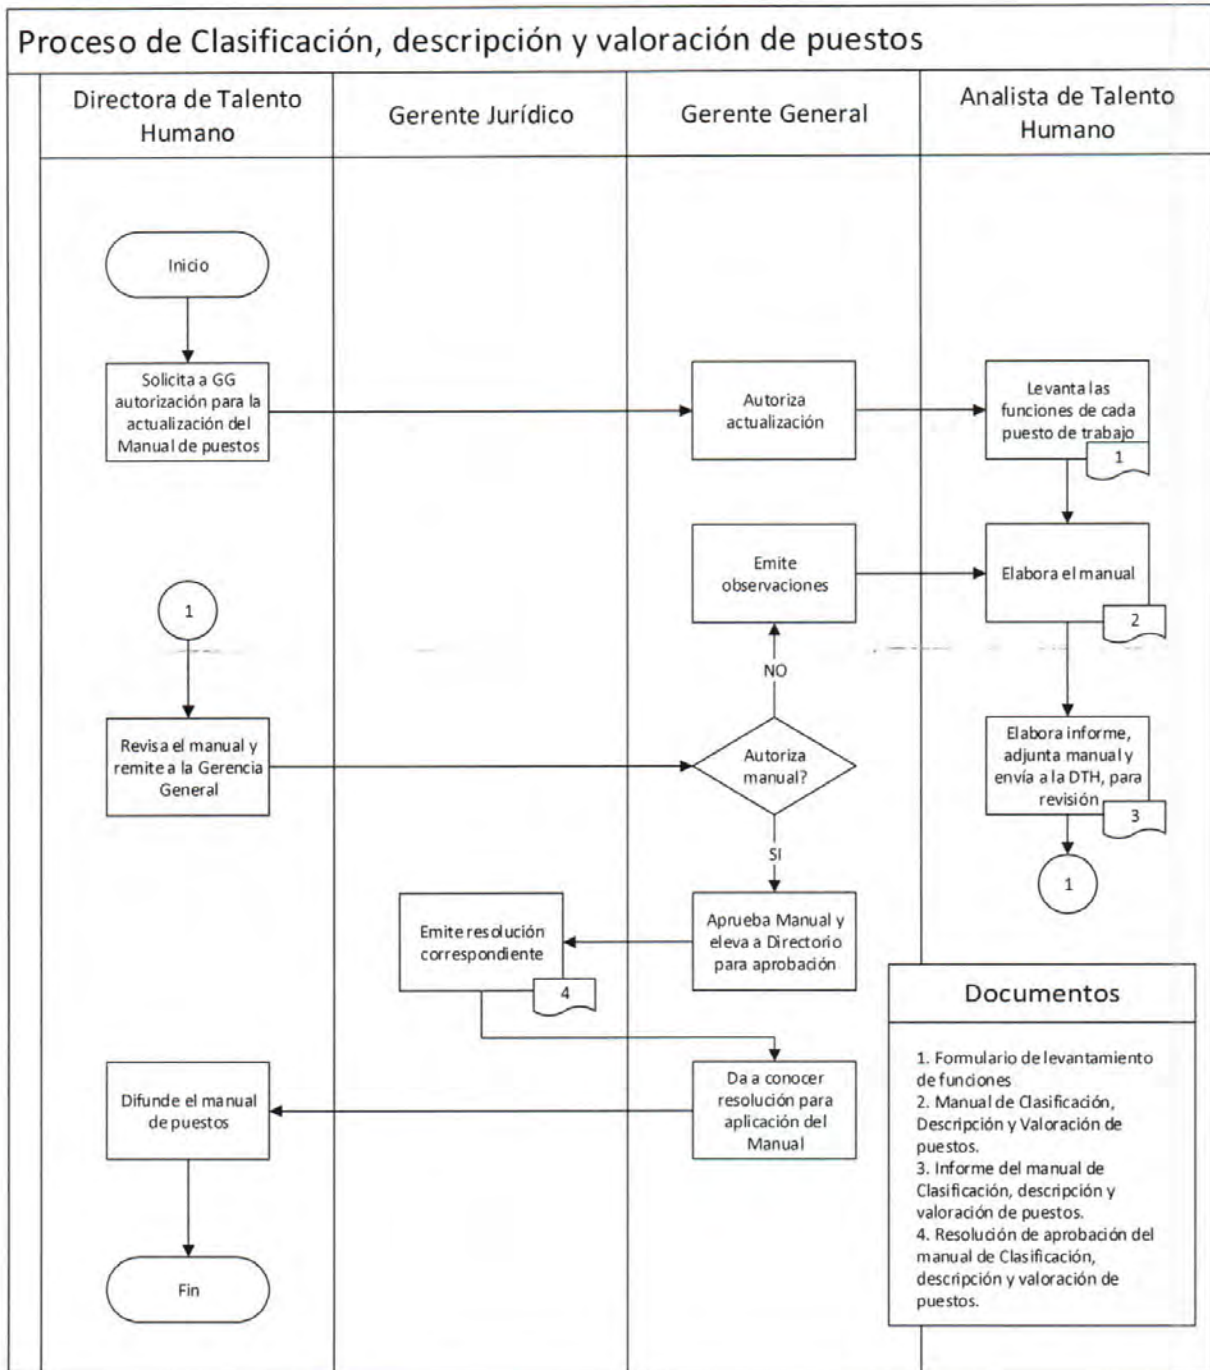 Proceso de Clasificación, descripción y valoración de puestos
Directora de Talento
Humano
Gerente Jurídico
Gerente General
Analista de Talento
Humano
Inicio
Solicita a GG
autorización para la
actualización del
Manual de puestos
Autoriza
actualización
Levanta las
funciones de cada
puesto de trabajo
1
Emite
observaciones
Elabora el manual
2
1
NO
Revisa el manual y
remite a la Gerencia
General
Autoriza
manual?
Elabora informe,
adjunta manual y
envía a la DTH, para
revisión
3
SI
1
Emite resolución
correspondiente
4
Aprueba Manual y
eleva a Directorio
para aprobación
Difunde el manual
de puestos
Da a conocer
resolución para
aplicación del
Manual
Fin
Documentos
1. Formulario de levantamiento
de funciones
2. Manual de Clasificación,
Descripción y Valoración de
puestos.
3. Informe del manual de
Clasificación, descripción y
valoración de puestos.
4. Resolución de aprobación del
manual de Clasificación,
descripción y valoración de
puestos.